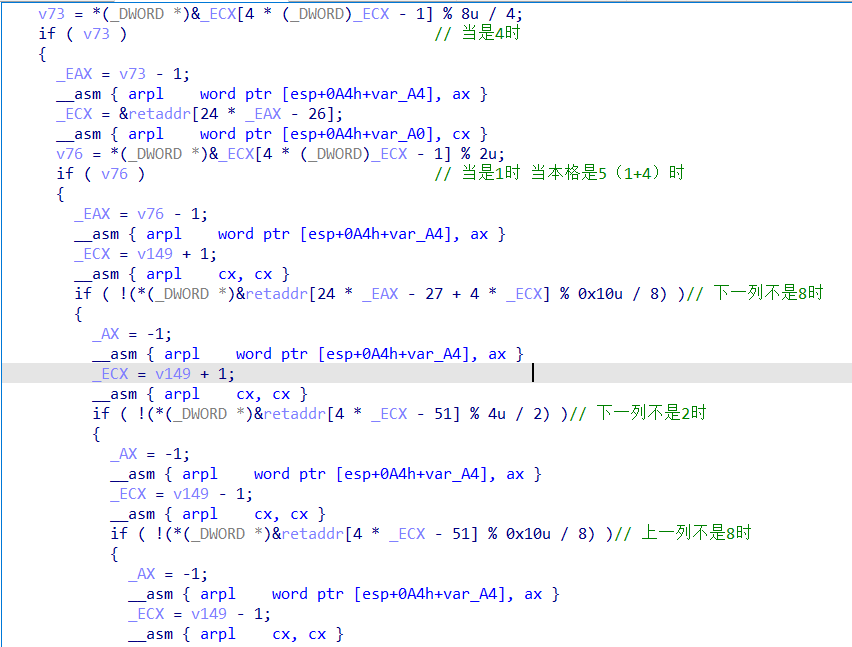 v73 = *(_DWORD *)&_ECX[4 * (_DWORD)_ECX - 1] % 8u / 4;
if ( v73 ) // 当是4时
{
_EAX = v73 - 1;
__asm { arpl word ptr [esp+0A4h+var_A4], ax }
_ECX = &retaddr[24 * _EAX - 26];
__asm { arpl word ptr [esp+0A4h+var_A0], cx }
v76 = *(_DWORD *)&_ECX[4 * (_DWORD)_ECX - 1] % 2u;
if ( v76 ) // 当是1时 当本格是5（1+4）时
{
_EAX = v76 - 1;
__asm { arpl word ptr [esp+0A4h+var_A4], ax }
_ECX = v149 + 1;
__asm { arpl cx, cx }
if ( !(*(_DWORD *)&retaddr[24 * _EAX - 27 + 4 * _ECX] % 0x10u / 8) )// 下一列不是8时
{
_AX = -1;
__asm { arpl word ptr [esp+0A4h+var_A4], ax }
_ECX = v149 + 1;
__asm { arpl cx, cx }
if ( !(*(_DWORD *)&retaddr[4 * _ECX - 51] % 4u / 2) )// 下一列不是2时
{
_AX = -1;
__asm { arpl word ptr [esp+0A4h+var_A4], ax }
_ECX = v149 - 1;
__asm { arpl cx, cx }
if ( !(*(_DWORD *)&retaddr[4 * _ECX - 51] % 0x10u / 8) )// 上一列不是8时
{
_AX = -1;
__asm { arpl word ptr [esp+0A4h+var_A4], ax }
_ECX = v149 - 1;
__asm { arpl cx, cx }